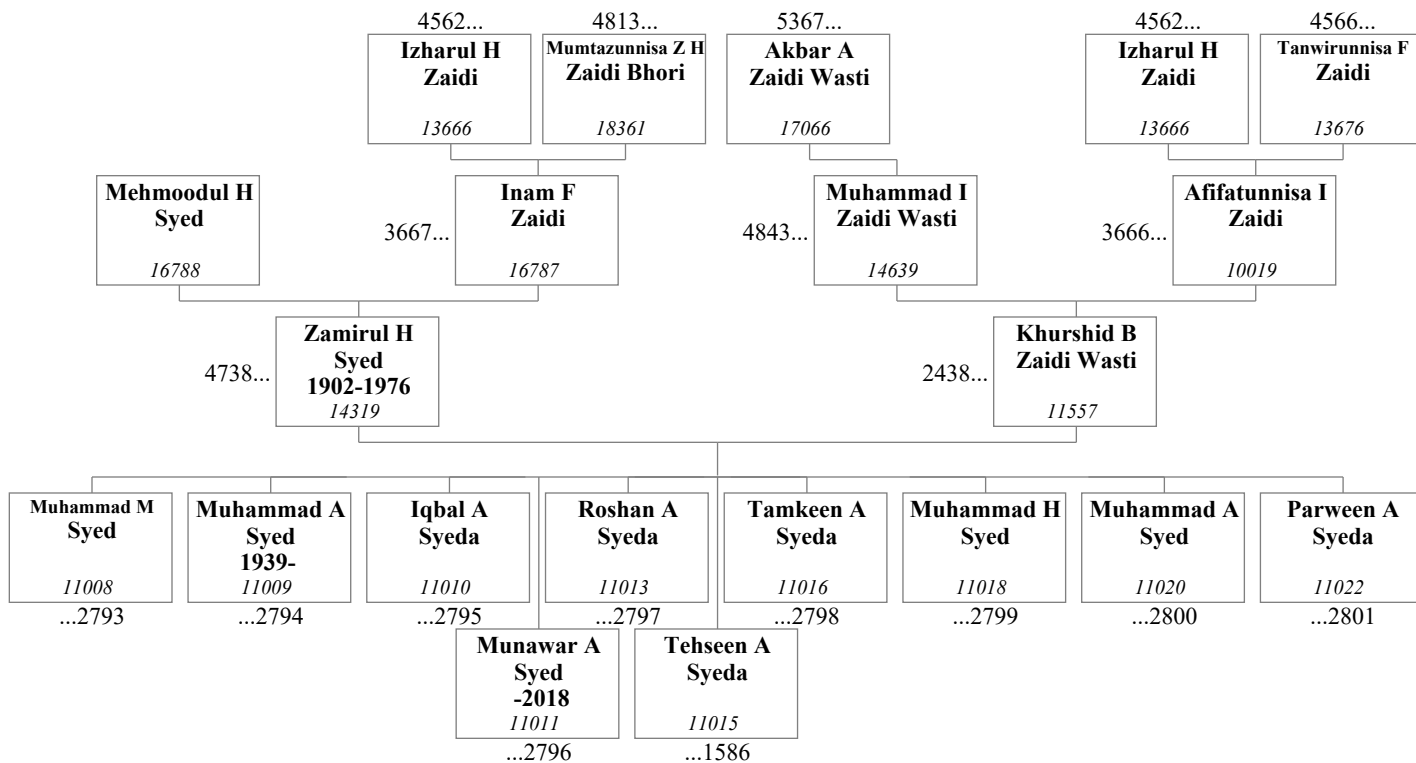 4562...
4813...
5367...
4562...
4566...
Izharul H
Zaidi
13666
Mumtazunnisa Z H
Zaidi Bhori
18361
Akbar A
Zaidi Wasti
17066
Izharul H
Zaidi
13666
Tanwirunnisa F
Zaidi
13676
Mehmoodul H
Syed
16788
3667...
Inam F
Zaidi
16787
4843...
Muhammad I
Zaidi Wasti
14639
3666...
Afifatunnisa I
Zaidi
10019
4738...
Zamirul H
Syed
1902-1976
14319
2438...
Khurshid B
Zaidi Wasti
11557
Muhammad M
Syed
11008
...2793
Muhammad A
Syed
1939-
11009
...2794
Iqbal A
Syeda
11010
...2795
Roshan A
Syeda
11013
...2797
Tamkeen A
Syeda
11016
...2798
Muhammad H
Syed
11018
...2799
Muhammad A
Syed
11020
...2800
Parween A
Syeda
11022
...2801
Munawar A
Syed
-2018
11011
...2796
Tehseen A
Syeda
11015
...1586